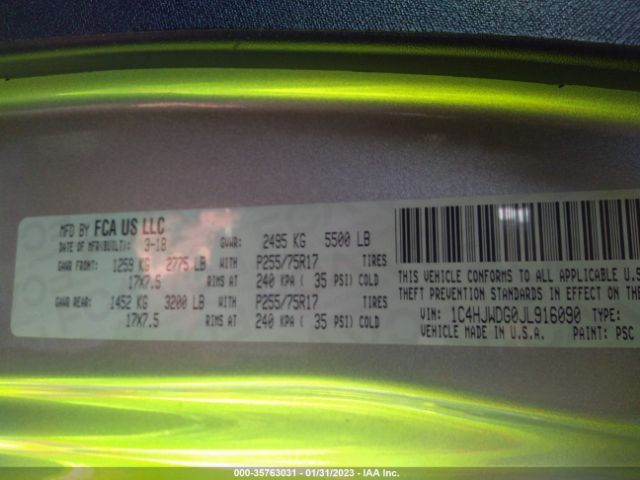 MFD BY FCA US LLC
DATE OF MFR(BUILT): 3-18 GVWR: 2495 KG 5500 LB
GAWR FRONT: 1259 KG 2775 LB WITH P255/75R17 TIRES
17X7.5 RIMS AT 240 KPA ( 35 PSI) COLD
GAWR REAR: 1452 KG 3200 LB WITH P255/75R17 TIRES
17X7.5 RIMS AT 240 KPA ( 35 PSI) COLD
THIS VEHICLE CONFORMS TO ALL APPLICABLE U.S
THEFT PREVENTION STANDARDS IN EFFECT ON THE
VIN: 1C4HJWDG0JL916090 TYPE:
VEHICLE MADE IN U.S.A. PAINT: PSC
000-35763031 - 01/31/2023 - IAA Inc.